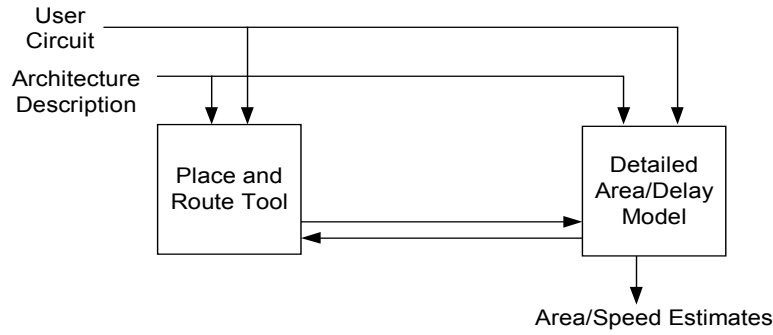 User
Circuit
Architecture
Description
Place and
Route Tool
Detailed
Area/Delay
Model
Area/Speed Estimates